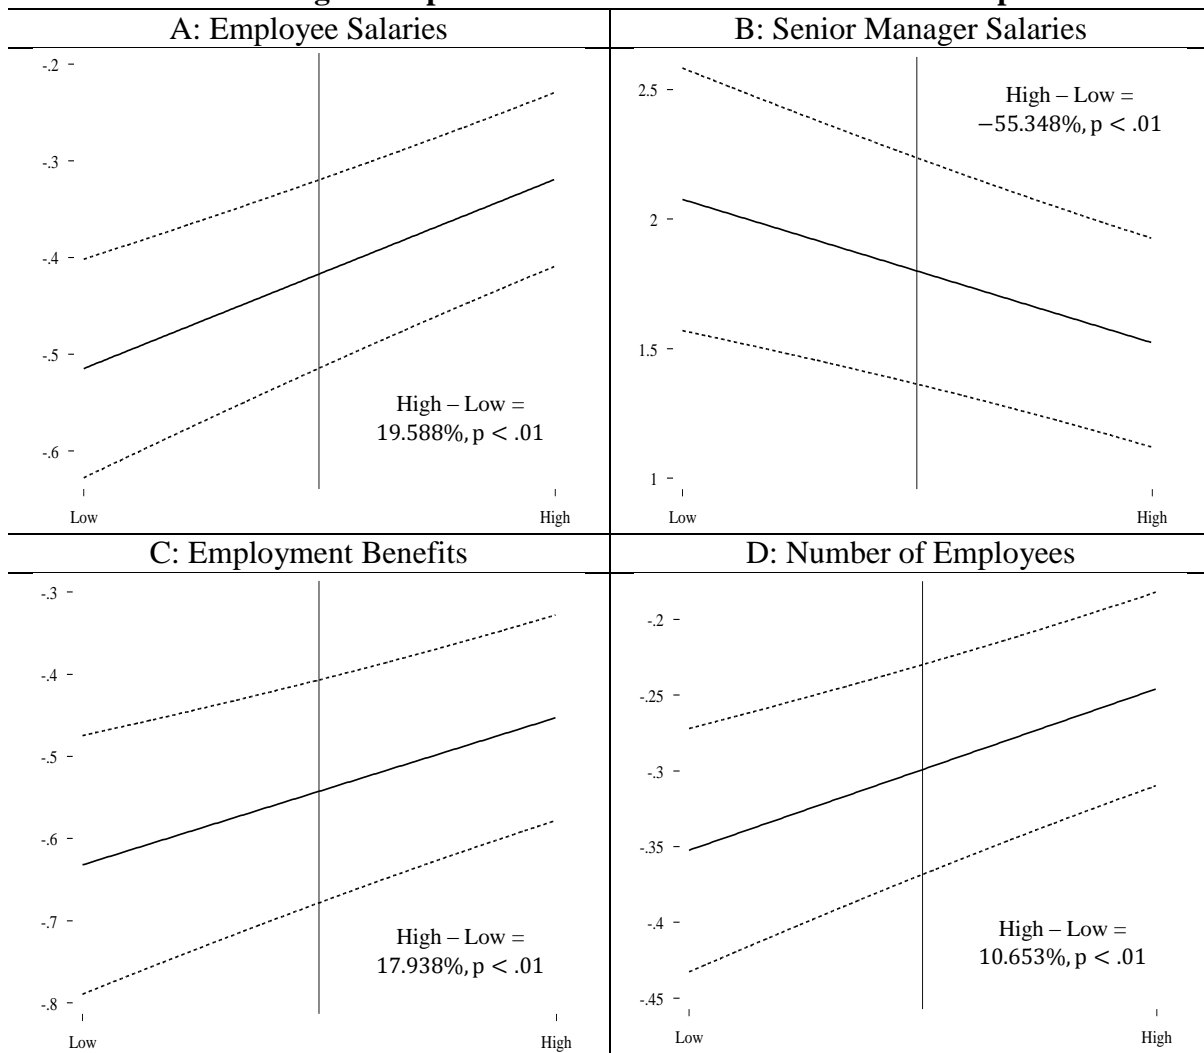 A: Employee Salaries
B: Senior Manager Salaries
-.2
-.3
-.4
-.5
-.6
Low
High
High – Low =
19.588%, p < .01
2.5
2
1.5
1
Low
High
High – Low =
−55.348%, p < .01
C: Employment Benefits
D: Number of Employees
-.3
-.4
-.5
-.6
-.7
-.8
Low
High
High – Low =
17.938%, p < .01
-.2
-.25
-.3
-.35
-.4
-.45
Low
High
High – Low =
10.653%, p < .01